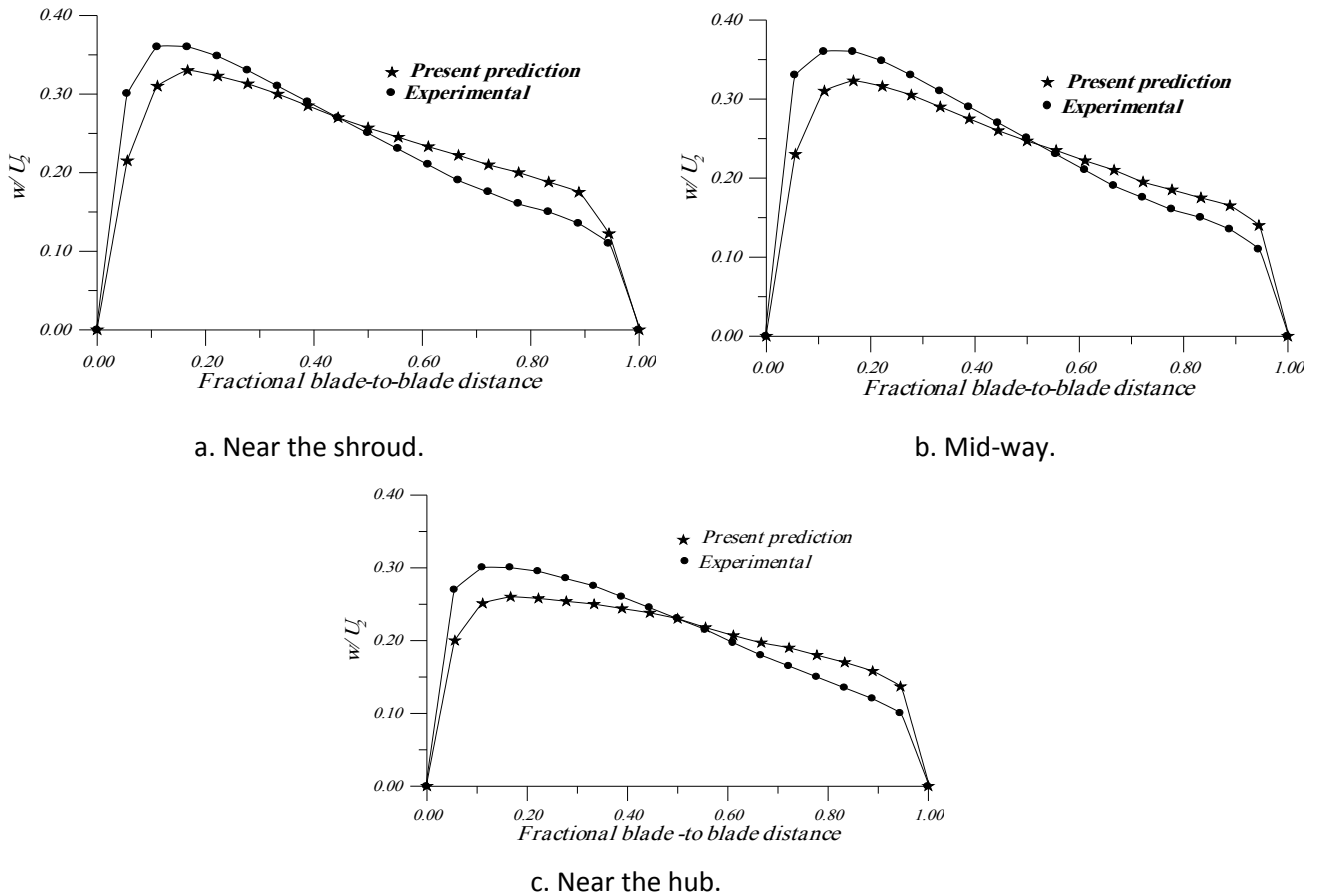 0.40
0.30
0.20
0.10
0.00
w/ U2
Present prediction
Experimental
0.00 0.20 0.40 0.60 0.80 1.00
Fractional blade-to-blade distance
a. Near the shroud.
0.40
0.30
0.20
0.10
0.00
w/ U2
Present prediction
Experimental
0.00 0.20 0.40 0.60 0.80 1.00
Fractional blade-to-blade distance
b. Mid-way.
0.40
0.30
0.20
0.10
0.00
w/ U2
Present prediction
Experimental
0.00 0.20 0.40 0.60 0.80 1.00
Fractional blade -to blade distance
c. Near the hub.